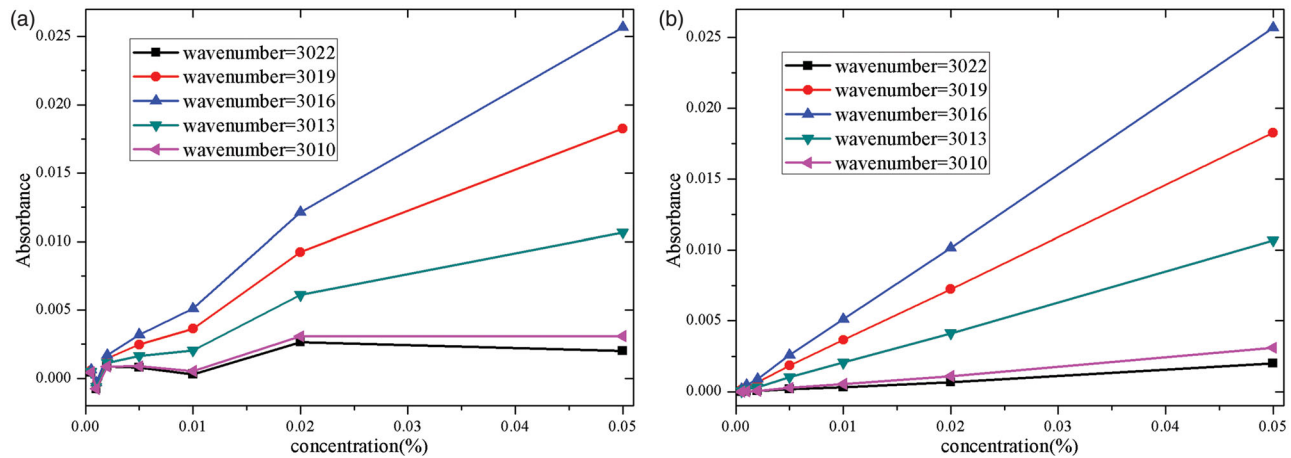 (a)
0.025
0.020
0.015
0.010
0.005
0.000
Absorbance
wavenumber=3022
wavenumber=3019
wavenumber=3016
wavenumber=3013
wavenumber=3010
0.00 0.01 0.02 0.03 0.04 0.05
concentration(%)
(b)
0.025
0.020
0.015
0.010
0.005
0.000
Absorbance
wavenumber=3022
wavenumber=3019
wavenumber=3016
wavenumber=3013
wavenumber=3010
0.00 0.01 0.02 0.03 0.04 0.05
concentration(%)